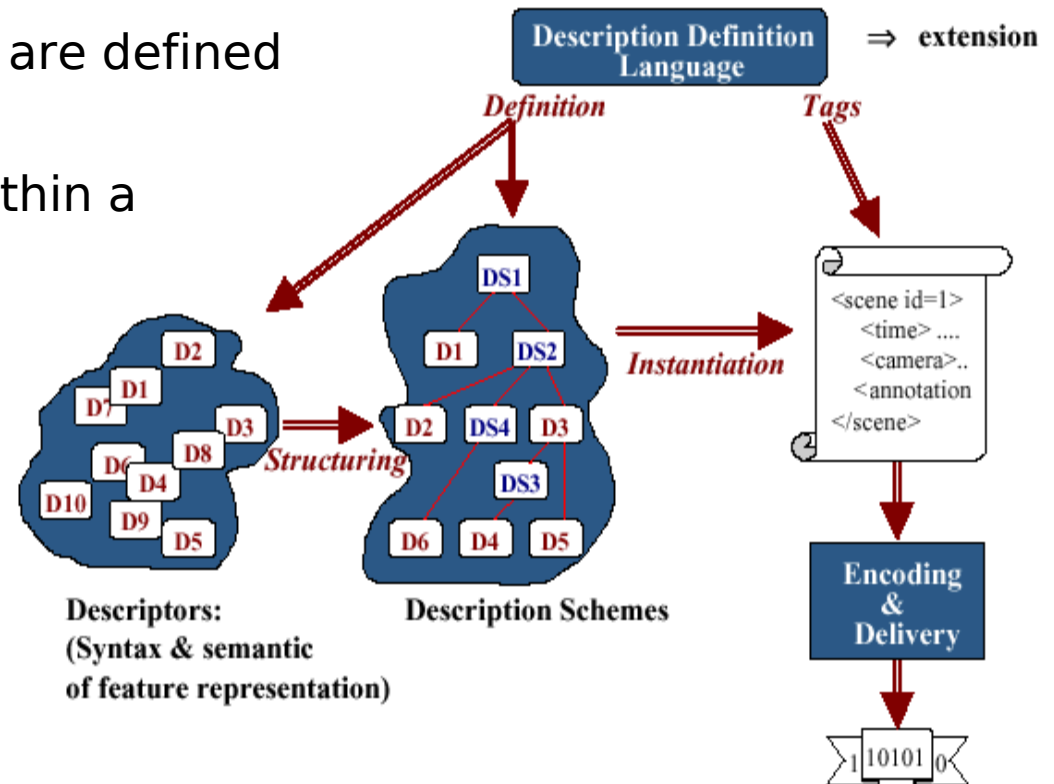 are defined
thin a
Description Definition
Language
⇒ extension
Definition
Tags
DS1
D1
DS2
D2
DS4
D3
DS3
D6
D4
D5
D2
D1
D7
D3
D8
D6
D4
D10
D9
D5
Structuring
Instantiation
<scene id=1>
<time> ....
<camera>..
<annotation
</scene>
Descriptors:
(Syntax & semantic
of feature representation)
Description Schemes
Encoding
&
Delivery
1 10101 0